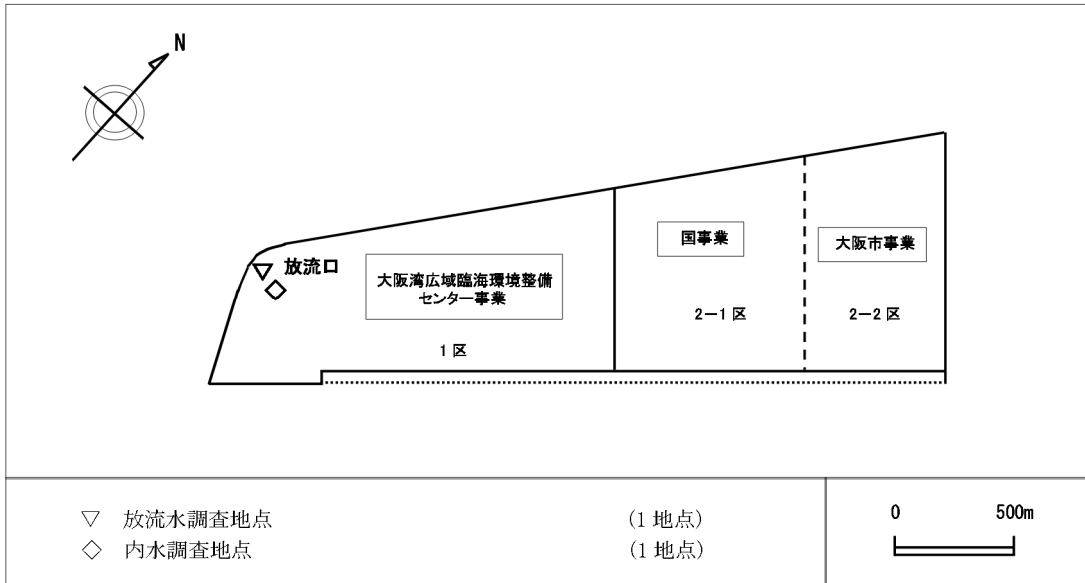 N
放流口
大阪湾広域臨海環境整備
センター事業
1区
国事業
2－1区
大阪市事業
2－2区
▽ 放流水調査地点 (1地点)
◇ 内水調査地点 (1地点)
0 500m